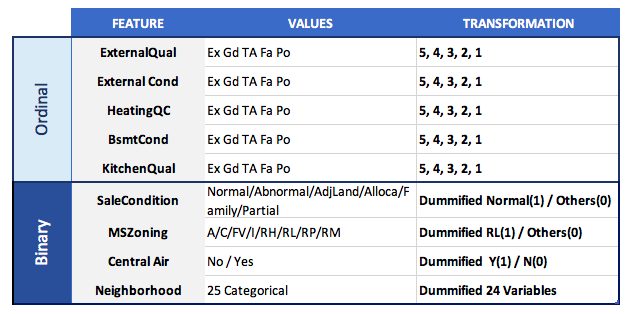 FEATURE VALUES TRANSFORMATION
Ordinal
ExternalQual Ex Gd TA Fa Po 5, 4, 3, 2, 1
External Cond Ex Gd TA Fa Po 5, 4, 3, 2, 1
HeatingQC Ex Gd TA Fa Po 5, 4, 3, 2, 1
BsmtCond Ex Gd TA Fa Po 5, 4, 3, 2, 1
KitchenQual Ex Gd TA Fa Po 5, 4, 3, 2, 1
Binary
SaleCondition Normal/Abnormal/AdjLand/Alloca/F
amily/Partial Dummified Normal(1) / Others(0)
MSZoning A/C/FV/I/RH/RL/RP/RM Dummified RL(1) / Others(0)
Central Air No / Yes Dummified Y(1) / N(0)
Neighborhood 25 Categorical Dummified 24 Variables